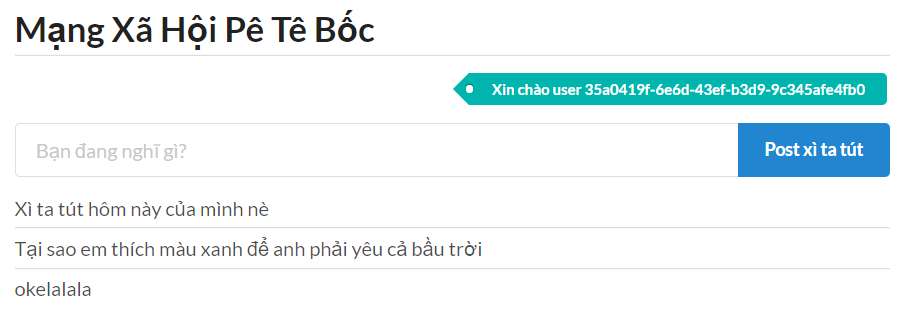 Mạng Xã Hội Pê Tê Bốc
Xin chào user 35a0419f-6e6d-43ef-b3d9-9c345afe4fb0
Bạn đang nghĩ gì?
Post xì ta tút
Xì ta tút hôm này của mình nè
Tại sao em thích màu xanh để anh phải yêu cả bầu trời
okelalala